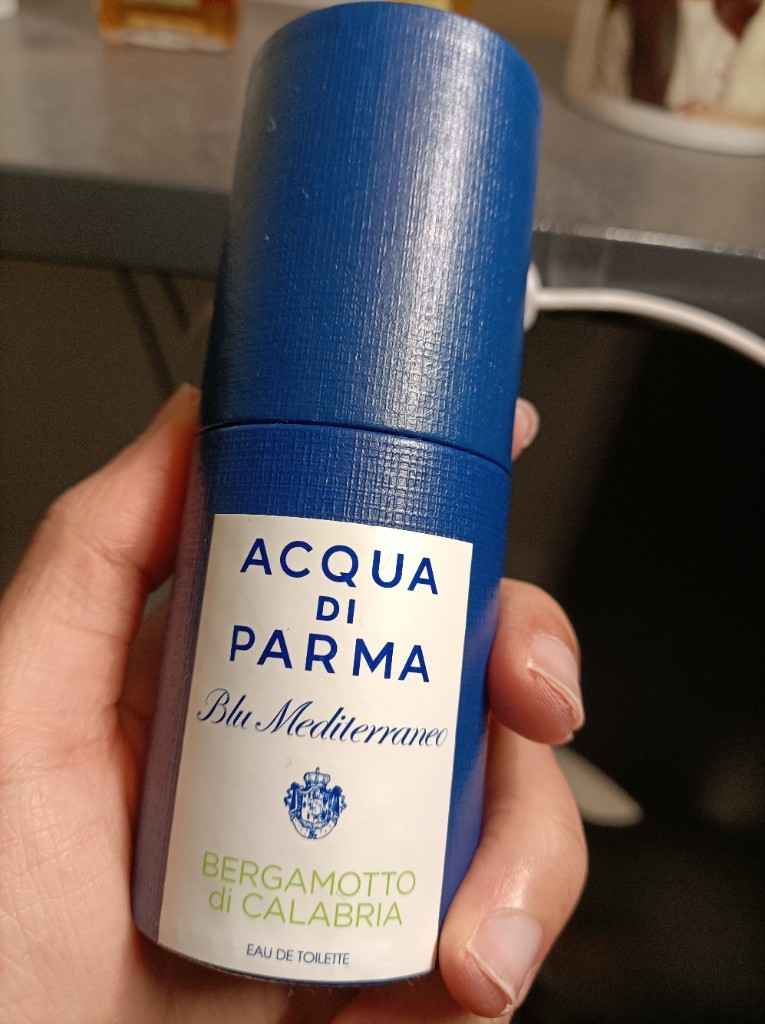 ACQUA
DI
PARMA
Blu Mediterraneo
BERGAMOTTO
di CALABRIA
EAU DE TOILETTE